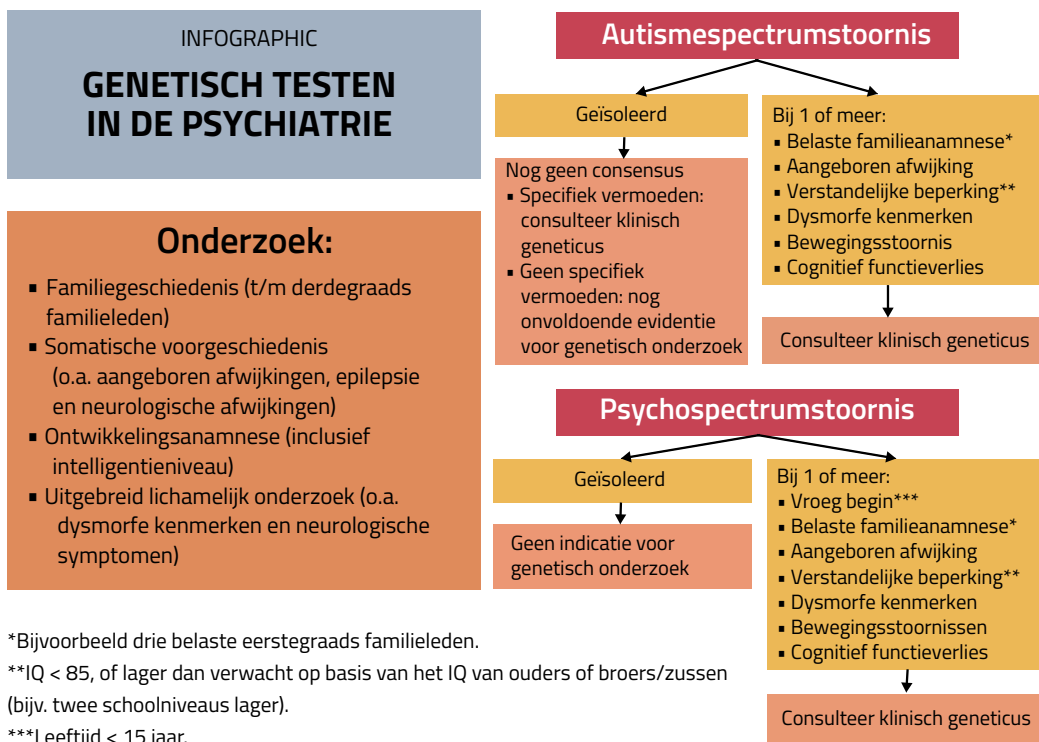 INFOGRAPHIC
GENETISCH TESTEN
IN DE PSYCHIATRIE
Onderzoek:
▪ Familiegeschiedenis (t/m derdegraads
familieleden)
▪ Somatische voorgeschiedenis
(o.a. aangeboren afwijkingen, epilepsie
en neurologische afwijkingen)
▪ Ontwikkelingsanamnese (inclusief
intelligentieniveau)
▪ Uitgebreid lichamelijk onderzoek (o.a.
dysmorfe kenmerken en neurologische
symptomen)
Autismespectrumstoornis
Geïsoleerd
Nog geen consensus
▪ Specifiek vermoeden:
consulteer klinisch
geneticus
▪ Geen specifiek
vermoeden: nog
onvoldoende evidentie
voor genetisch onderzoek
Bij 1 of meer:
▪ Belaste familieanamnese*
▪ Aangeboren afwijking
▪ Verstandelijke beperking**
▪ Dysmorfe kenmerken
▪ Bewegingsstoornis
▪ Cognitief functieverlies
Consulteer klinisch geneticus
Psychospectrumstoornis
Geïsoleerd
Geen indicatie voor
genetisch onderzoek
Bij 1 of meer:
▪ Vroeg begin***
▪ Belaste familieanamnese*
▪ Aangeboren afwijking
▪ Verstandelijke beperking**
▪ Dysmorfe kenmerken
▪ Bewegingsstoornissen
▪ Cognitief functieverlies
Consulteer klinisch geneticus
*Bijvoorbeeld drie belaste eerstegraads familieleden.
**IQ < 85, of lager dan verwacht op basis van het IQ van ouders of broers/zussen
(bijv. twee schoolniveaus lager).
***Leeftijd < 15 jaar.